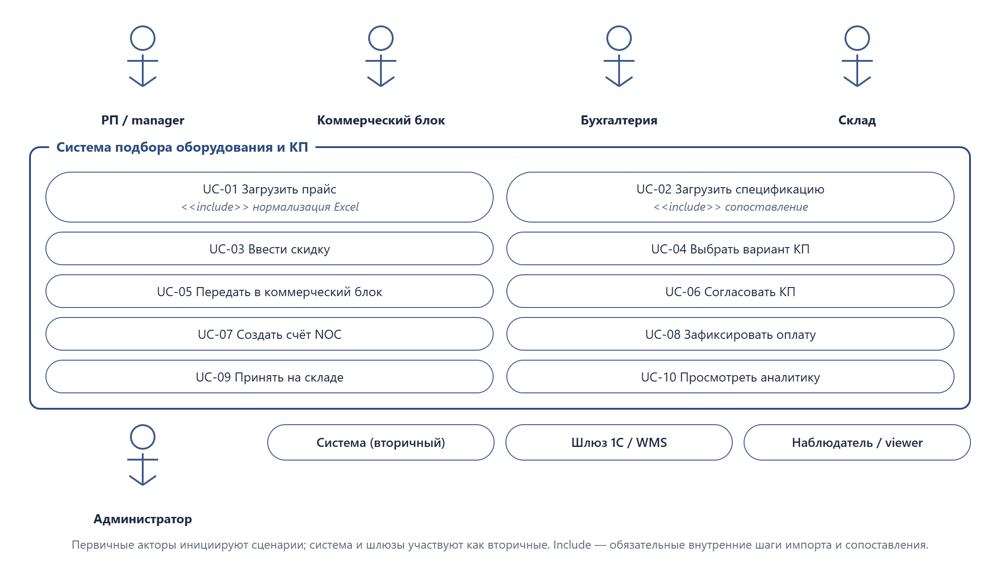 РП / manager
Коммерческий блок
Бухгалтерия
Склад
Система подбора оборудования и КП
UC-01 Загрузить прайс
<<include>> нормализация Excel
UC-02 Загрузить спецификацию
<<include>> сопоставление
UC-03 Ввести скидку
UC-04 Выбрать вариант КП
UC-05 Передать в коммерческий блок
UC-06 Согласовать КП
UC-07 Создать счёт NOC
UC-08 Зафиксировать оплату
UC-09 Принять на складе
UC-10 Просмотреть аналитику
Система (вторичный)
Шлюз 1С / WMS
Наблюдатель / viewer
Администратор
Первичные акторы инициируют сценарии; система и шлюзы участвуют как вторичные. Include — обязательные внутренние шаги импорта и сопоставления.